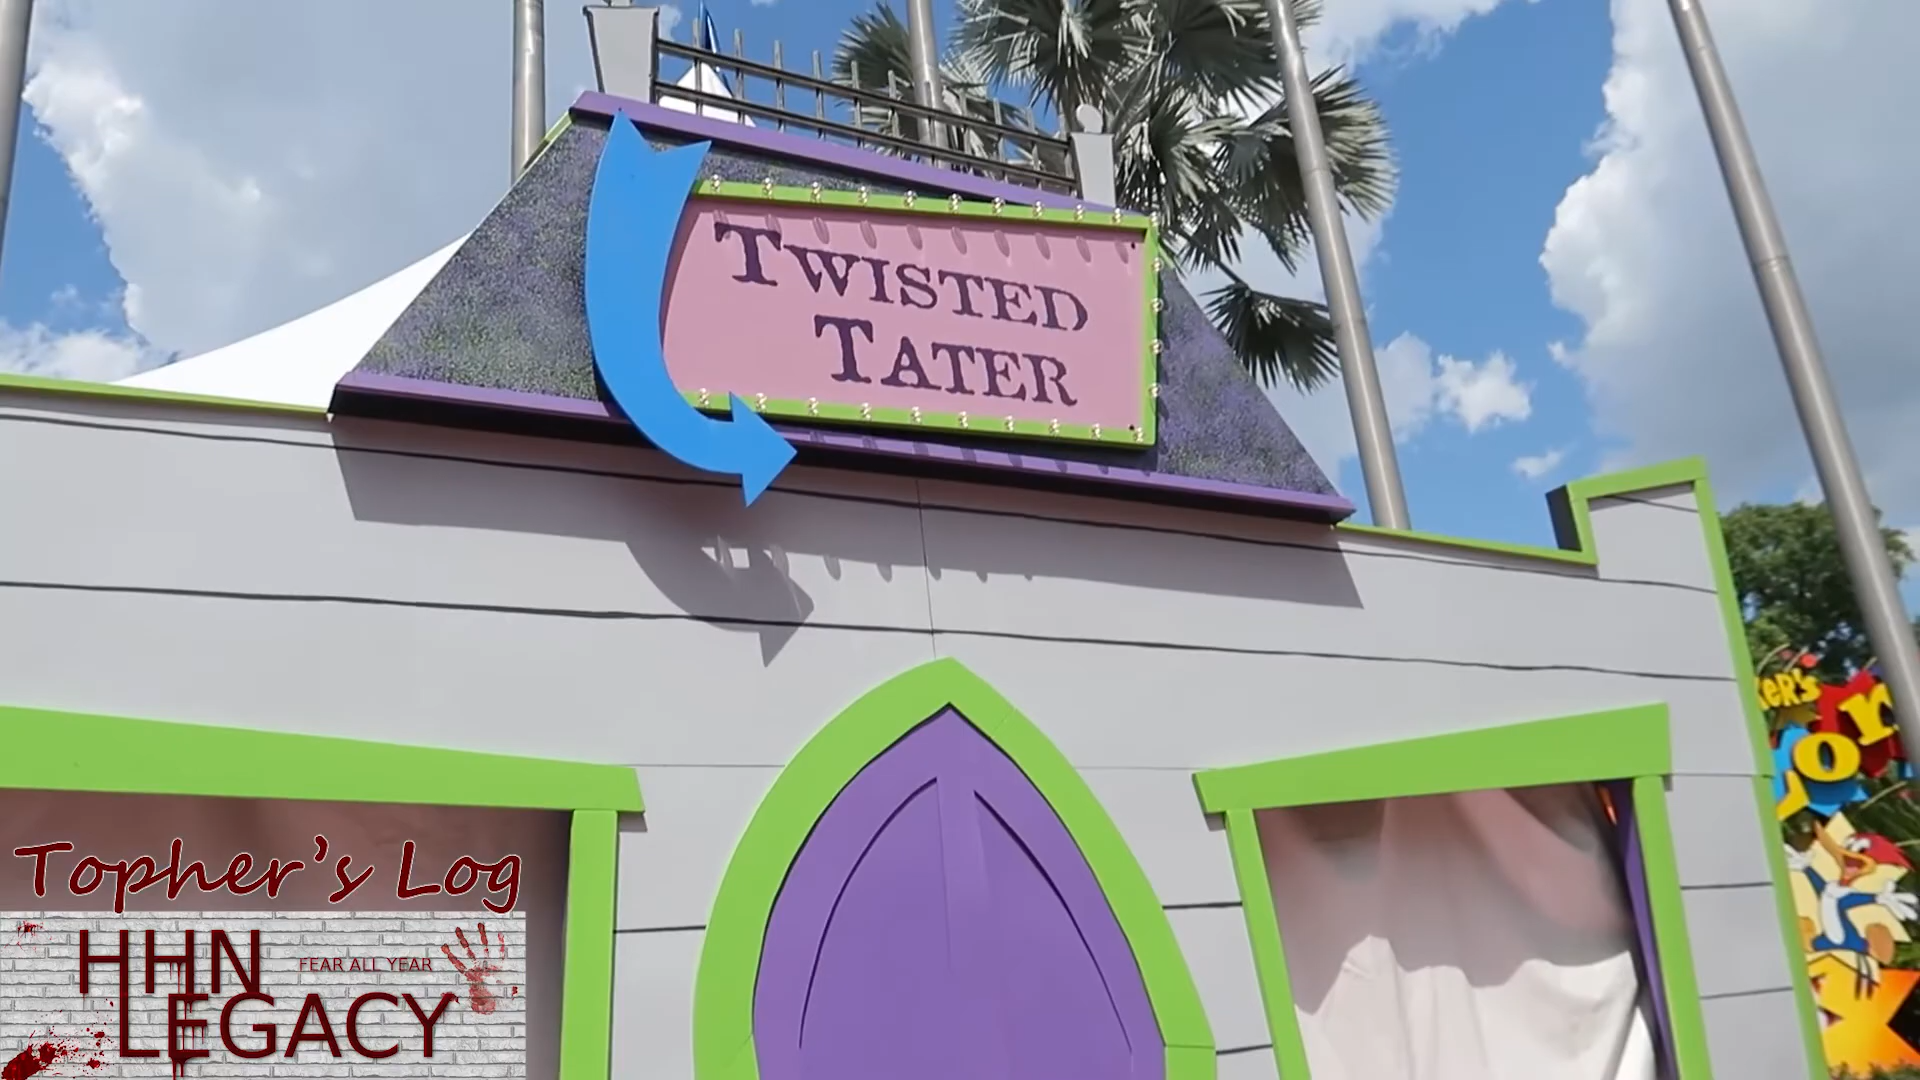 TWISTED
TATER
Topher's Log
HHN
FEAR ALL YEAR
LEGACY